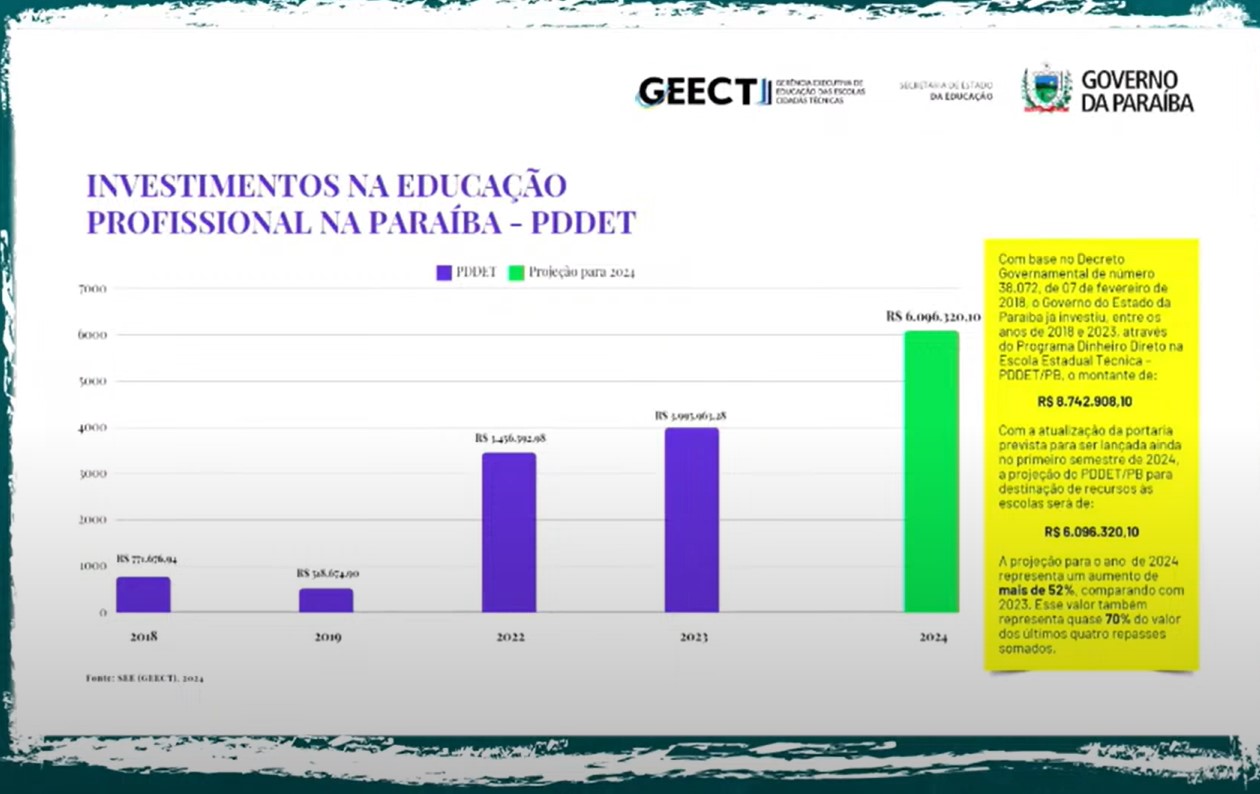 GEECT
GERÊNCIA EXECUTIVA DE
EDUCAÇÃO DAS ESCOLAS
CIDADÃS TÉCNICAS
SECRETARIA DE ESTADO
DA EDUCAÇÃO
GOVERNO
DA PARAÍBA
INVESTIMENTOS NA EDUCAÇÃO
PROFISSIONAL NA PARAÍBA - PDDET
PDDET
Projeção para 2024
7000
6000
5000
4000
3000
2000
1000
0
R$ 771.676,94
R$ 518.674,90
R$ 3.456.592,98
R$ 3.995.963,28
R$ 6.096.320,10
2018
2019
2022
2023
2024
Fonte: SEE (GEECT), 2024
Com base no Decreto
Governamental de número
38.072, de 07 de fevereiro de
2018, o Governo do Estado da
Paraíba já investiu, entre os
anos de 2018 e 2023, através
do Programa Dinheiro Direto na
Escola Estadual Técnica -
PDDET/PB, o montante de:
R$ 8.742.908,10
Com a atualização da portaria
prevista para ser lançada ainda
no primeiro semestre de 2024,
a projeção do PDDET/PB para
destinação de recursos às
escolas será de:
R$ 6.096.320,10
A projeção para o ano de 2024
representa um aumento de
mais de 52%, comparando com
2023. Esse valor também
representa quase 70% do valor
dos últimos quatro repasses
somados.